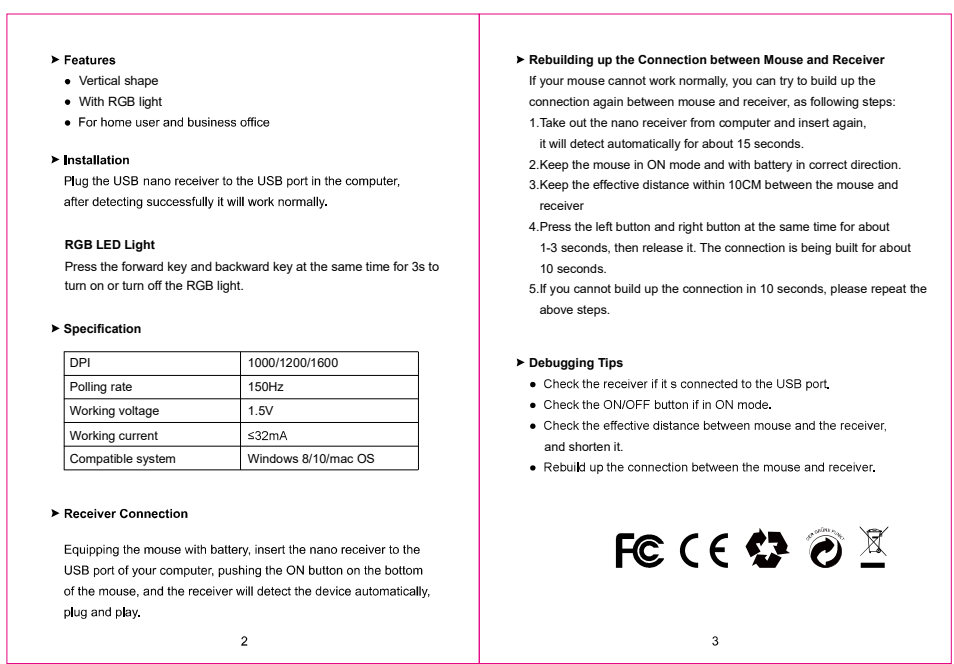 ➤ Features
● Vertical shape
● With RGB light
● For home user and business office
➤ Installation
Plug the USB nano receiver to the USB port in the computer,
after detecting successfully it will work normally.
RGB LED Light
Press the forward key and backward key at the same time for 3s to
turn on or turn off the RGB light.
➤ Specification
DPI 1000/1200/1600
Polling rate 150Hz
Working voltage 1.5V
Working current ≤32mA
Compatible system Windows 8/10/mac OS
➤ Receiver Connection
Equipping the mouse with battery, insert the nano receiver to the
USB port of your computer, pushing the ON button on the bottom
of the mouse, and the receiver will detect the device automatically,
plug and play.
2
➤ Rebuilding up the Connection between Mouse and Receiver
If your mouse cannot work normally, you can try to build up the
connection again between mouse and receiver, as following steps:
1.Take out the nano receiver from computer and insert again,
it will detect automatically for about 15 seconds.
2.Keep the mouse in ON mode and with battery in correct direction.
3.Keep the effective distance within 10CM between the mouse and
receiver
4.Press the left button and right button at the same time for about
1-3 seconds, then release it. The connection is being built for about
10 seconds.
5.If you cannot build up the connection in 10 seconds, please repeat the
above steps.
➤ Debugging Tips
● Check the receiver if it s connected to the USB port.
● Check the ON/OFF button if in ON mode.
● Check the effective distance between mouse and the receiver,
and shorten it.
● Rebuild up the connection between the mouse and receiver.
FC CE DER GRÜNE PUNKT
3